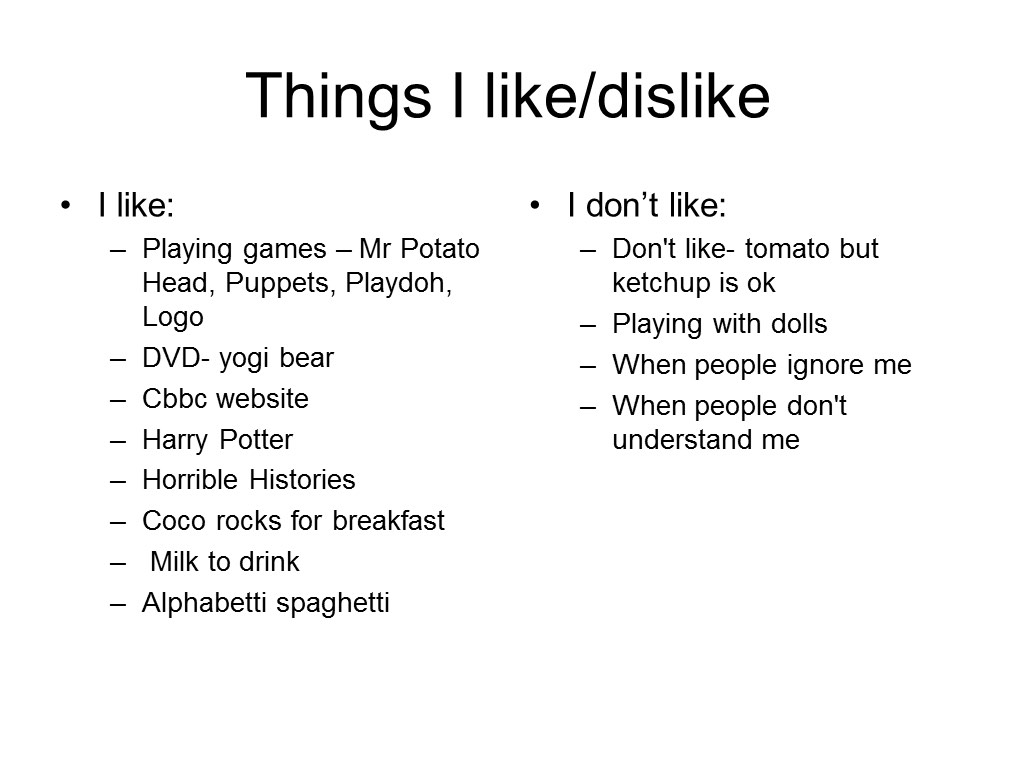 Things I like/dislike
• I like:
– Playing games – Mr Potato
Head, Puppets, Playdoh,
Logo
– DVD- yogi bear
– Cbbc website
– Harry Potter
– Horrible Histories
– Coco rocks for breakfast
– Milk to drink
– Alphabetti spaghetti
• I don’t like:
– Don't like- tomato but
ketchup is ok
– Playing with dolls
– When people ignore me
– When people don't
understand me